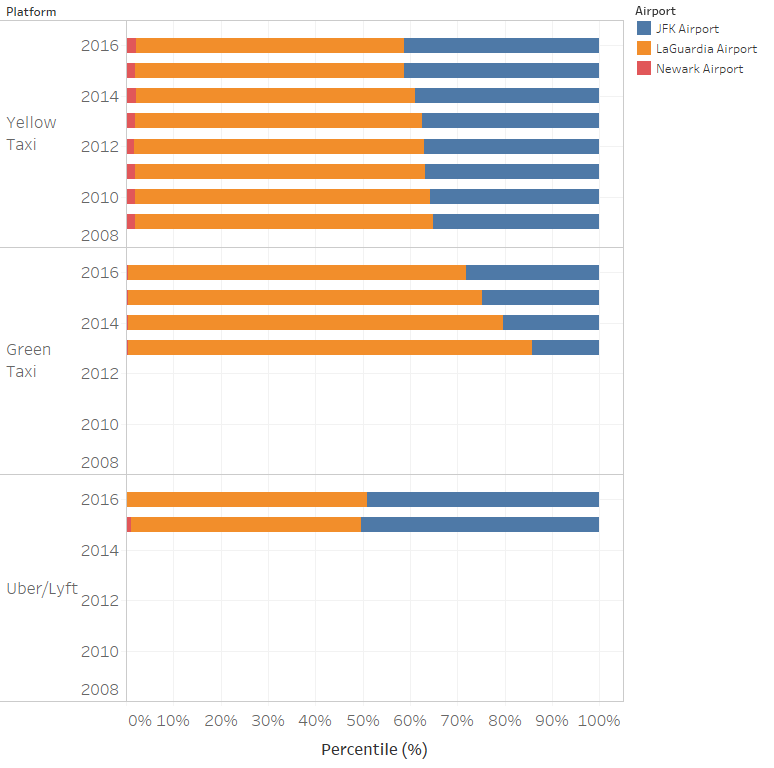 Platform
Airport
JFK Airport
LaGuardia Airport
Newark Airport
Yellow
Taxi
2016
2014
2012
2010
2008
Green
Taxi
2016
2014
2012
2010
2008
Uber/Lyft
2016
2014
2012
2010
2008
0% 10% 20% 30% 40% 50% 60% 70% 80% 90% 100%
Percentile (%)